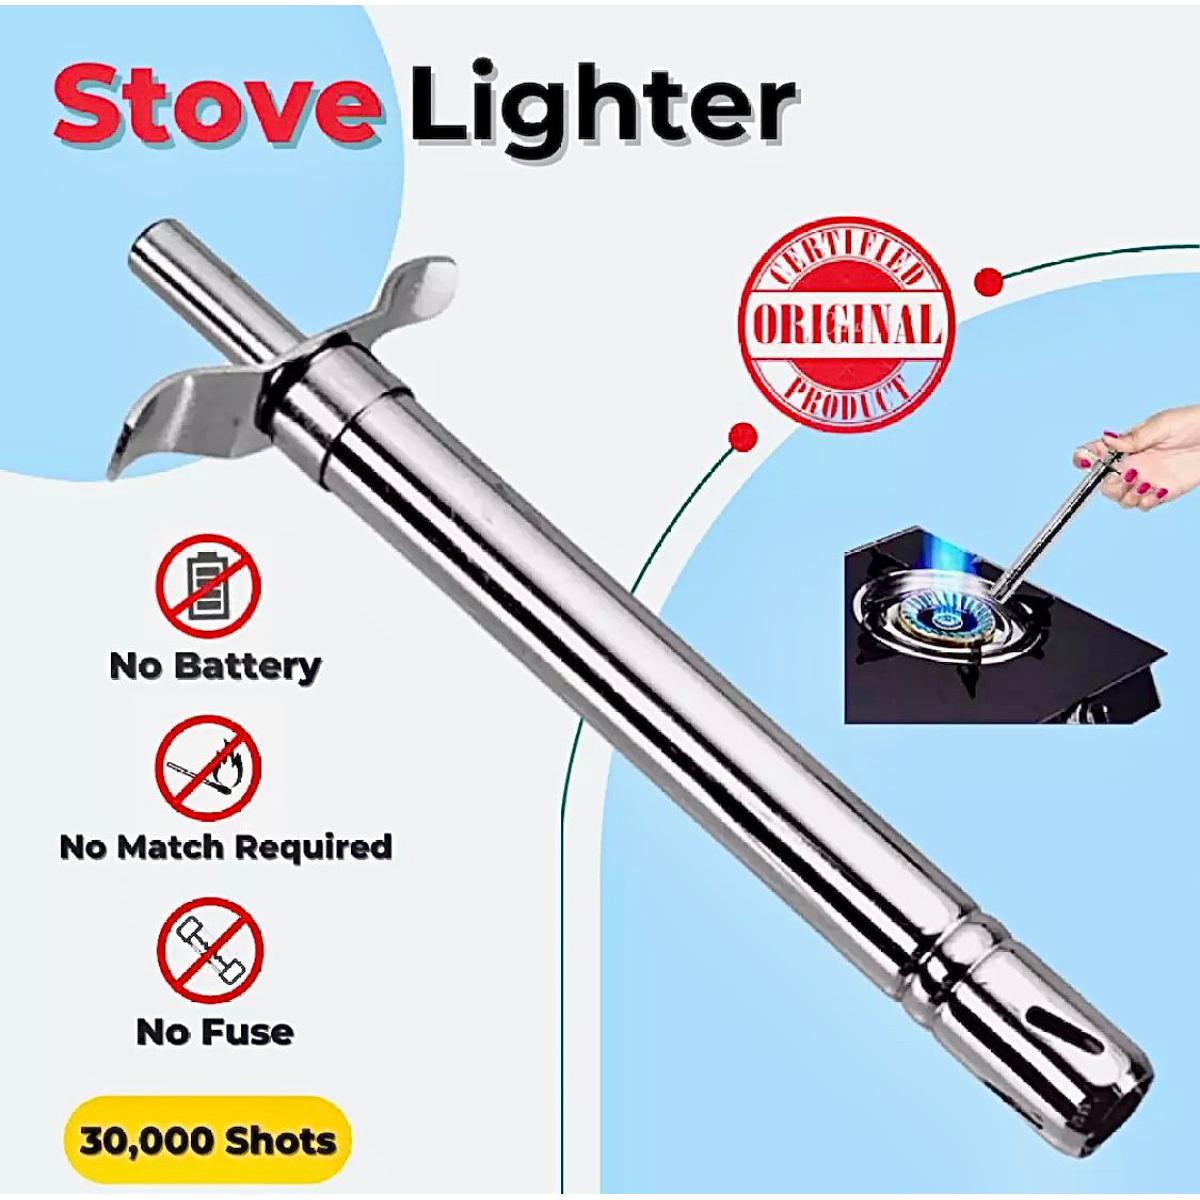 Stove Lighter
CERTIFIED
ORIGINAL
PRODUCT
No Battery
No Match Required
No Fuse
30,000 Shots